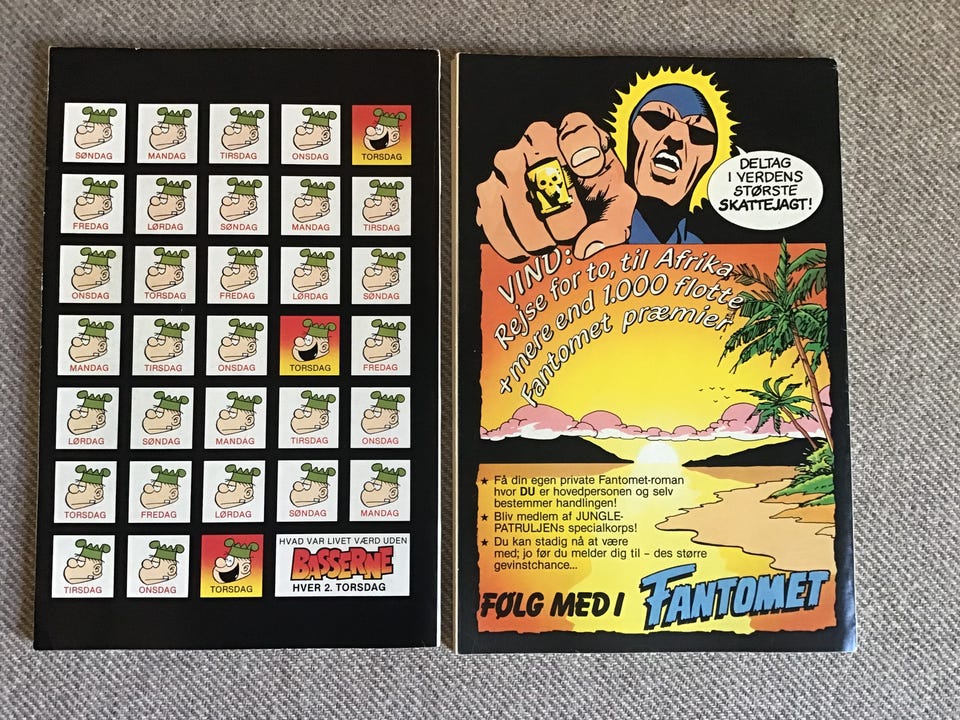 SØNDAG
MANDAG
TIRSDAG
ONSDAG
TORSDAG
FREDAG
LØRDAG
SØNDAG
MANDAG
TIRSDAG
ONSDAG
TORSDAG
FREDAG
LØRDAG
SØNDAG
MANDAG
TIRSDAG
ONSDAG
TORSDAG
FREDAG
LØRDAG
SØNDAG
MANDAG
TIRSDAG
ONSDAG
TORSDAG
FREDAG
LØRDAG
SØNDAG
MANDAG
TIRSDAG
ONSDAG
TORSDAG
HVAD VAR LIVET VÆRD UDEN
BASSERNE
HVER 2. TORSDAG
DELTAG
I VERDENS
STØRSTE
SKATTEJAGT!
VIND:
Rejse for to, til Afrika
+ mere end 1.000 flotte
Fantomet præmier
★ Få din egen private Fantomet-roman
hvor DU er hovedpersonen og selv
bestemmer handlingen!
★ Bliv medlem af JUNGLE-
PATRULJENs specialkorps!
★ Du kan stadig nå at være
med; jo før du melder dig til - des større
gevinstchance...
FØLG MED I
FANTOMET